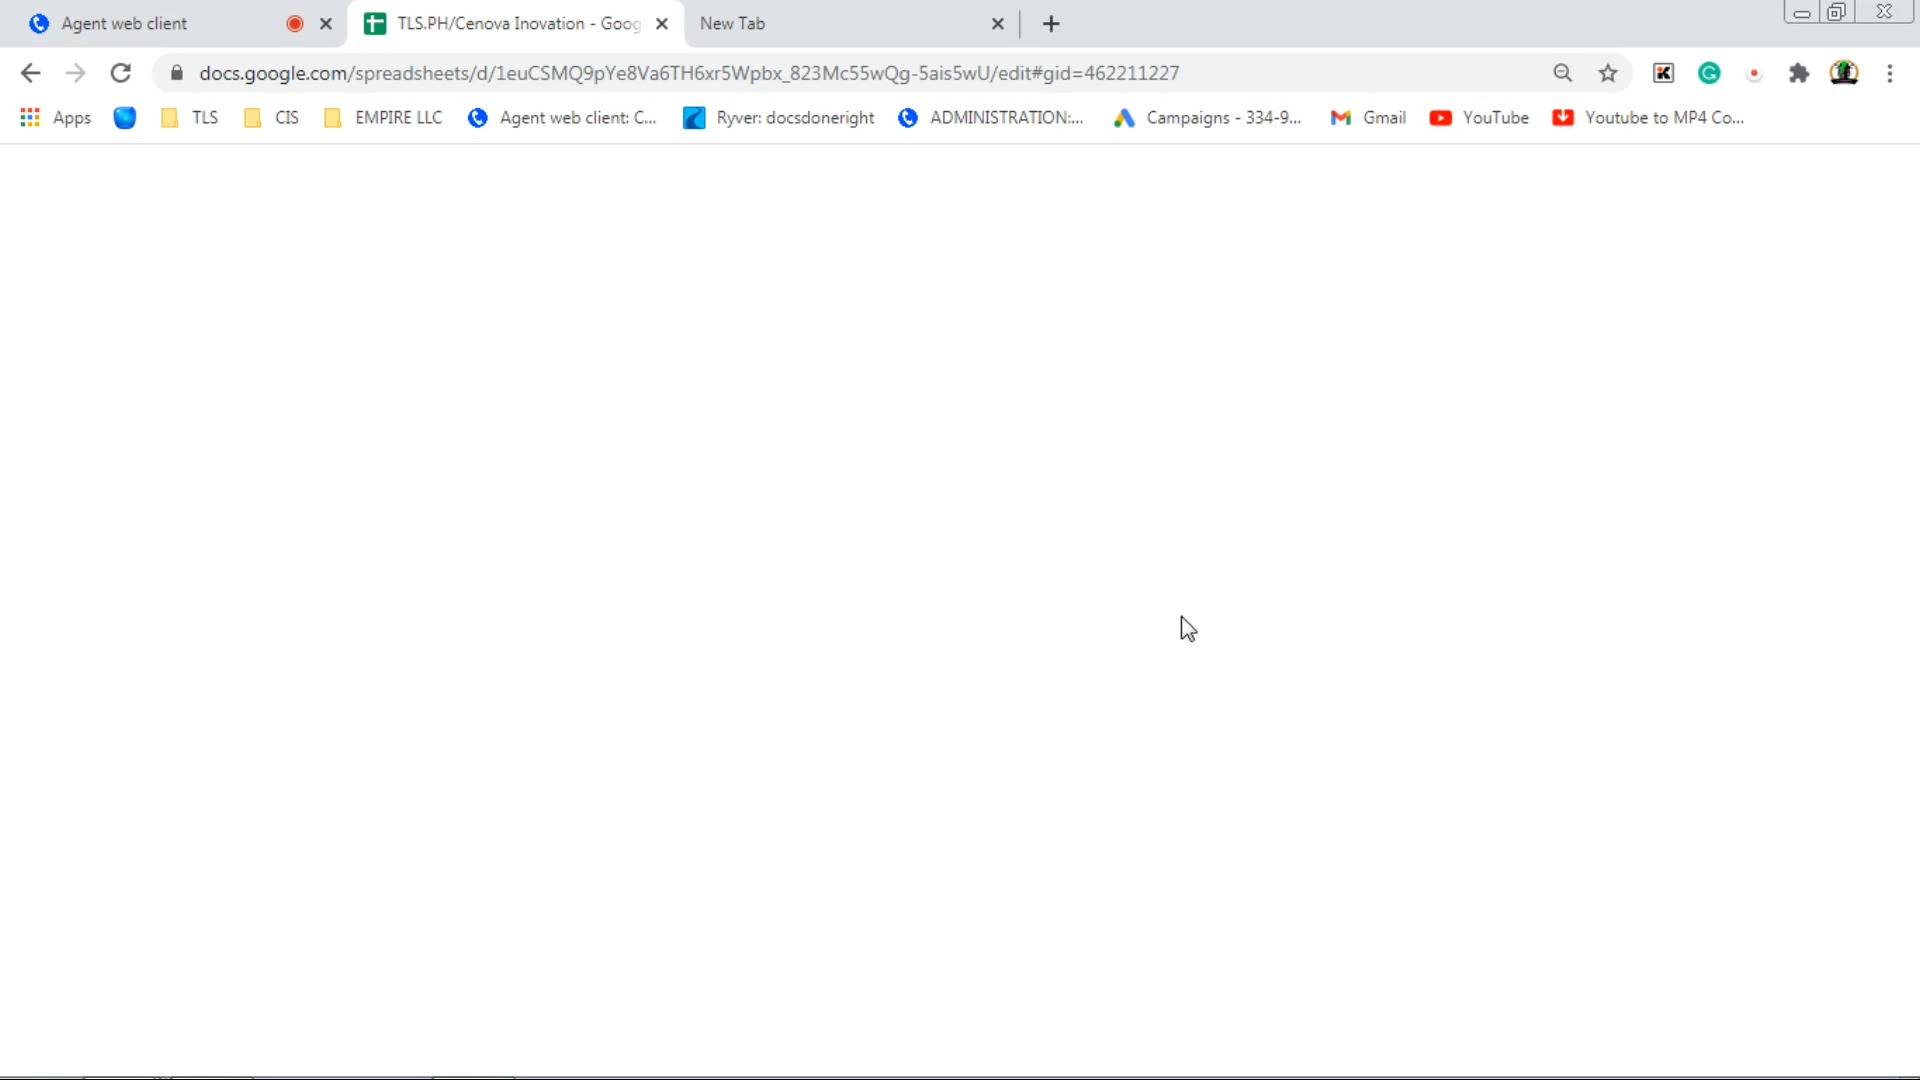 Agent web client
TLS.PH/Cenova Inovation - Goog
New Tab
docs.google.com/spreadsheets/d/1euCSMQ9pYe8Va6TH6xr5Wpbx_823Mc55wQg-5ais5wU/edit#gid=462211227
Apps
TLS
CIS
EMPIRE LLC
Agent web client: C...
Ryver: docsdoneright
ADMINISTRATION:...
Campaigns - 334-9...
Gmail
YouTube
Youtube to MP4 Co...